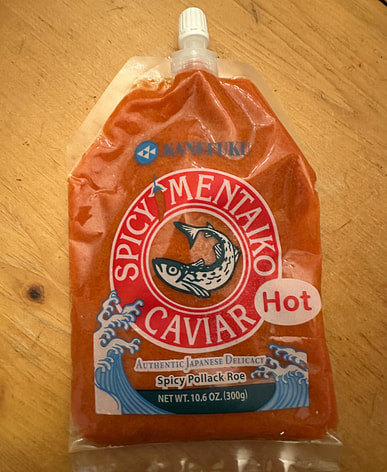 KANEFUKU
SPICY MENTAIKO
CAVIAR
Hot
AUTHENTIC JAPANESE DELICACY
Spicy Pollack Roe
NET WT. 10.6 OZ. (300g)